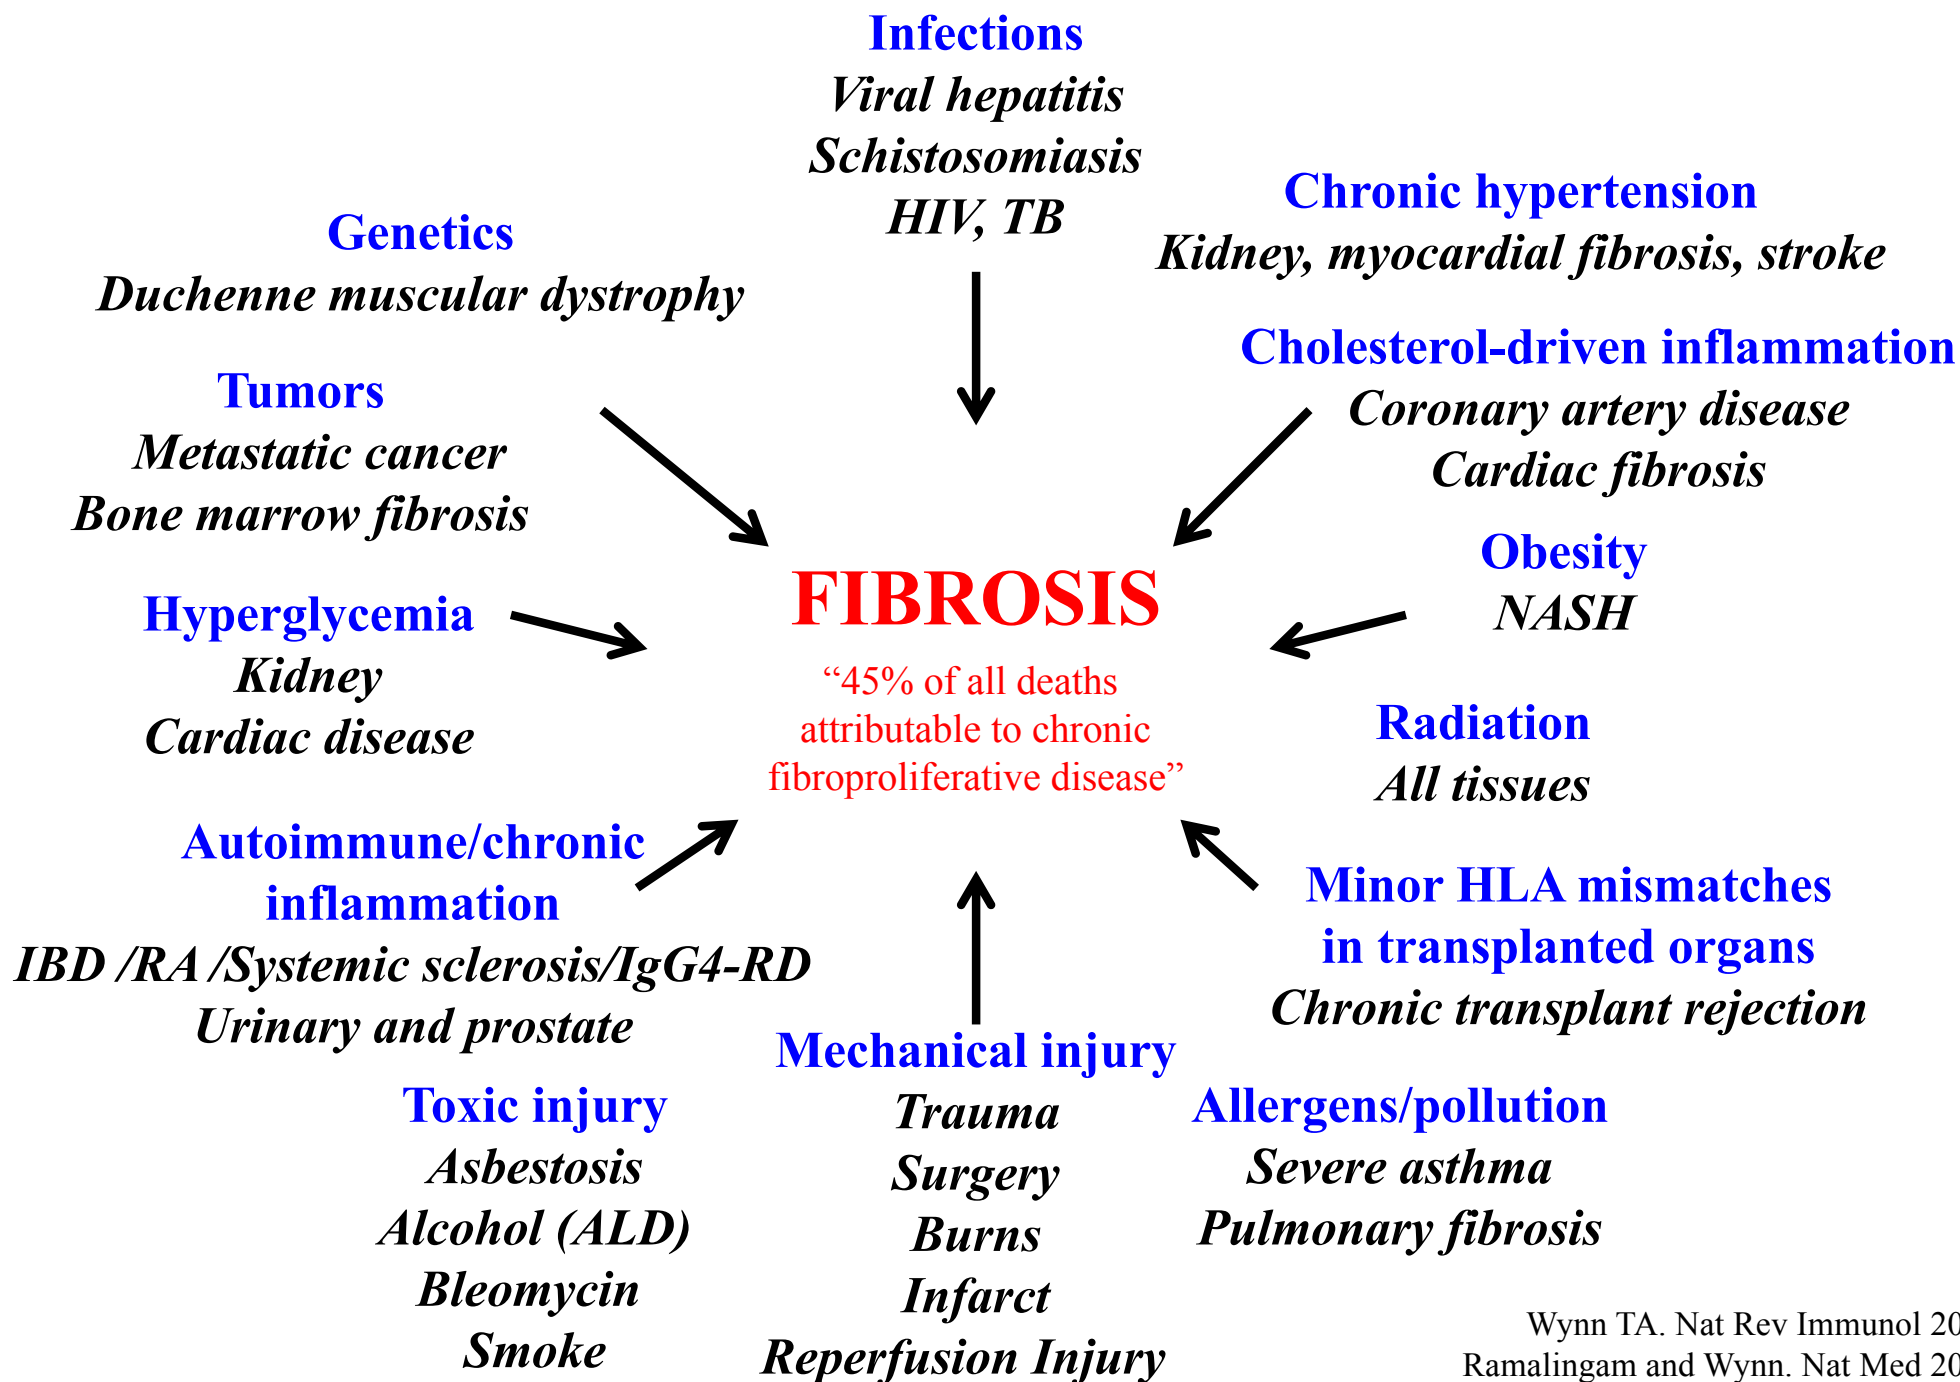 Infections
Viral hepatitis
Schistosomiasis
HIV, TB
Chronic hypertension
Kidney, myocardial fibrosis, stroke
Genetics
Duchenne muscular dystrophy
Cholesterol-driven inflammation
Coronary artery disease
Cardiac fibrosis
Tumors
Metastatic cancer
Bone marrow fibrosis
Obesity
NASH
FIBROSIS
“45% of all deaths
attributable to chronic
fibroproliferative disease”
Hyperglycemia
Kidney
Cardiac disease
Radiation
All tissues
Autoimmune/chronic
inflammation
IBD /RA /Systemic sclerosis/IgG4-RD
Urinary and prostate
Minor HLA mismatches
in transplanted organs
Chronic transplant rejection
Toxic injury
Asbestosis
Alcohol (ALD)
Bleomycin
Smoke
Mechanical injury
Trauma
Surgery
Burns
Infarct
Reperfusion Injury
Allergens/pollution
Severe asthma
Pulmonary fibrosis
Wynn TA. Nat Rev Immunol 20
Ramalingam and Wynn. Nat Med 20